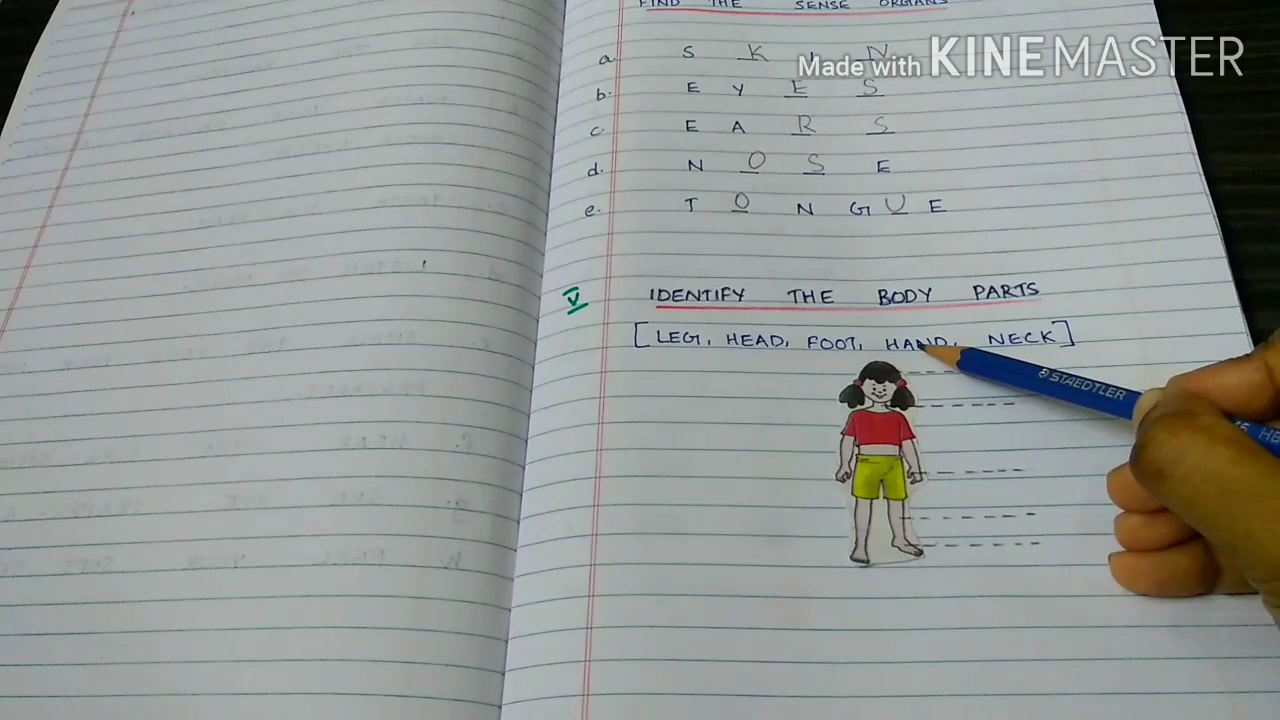 FIND THE SENSE ORGANS
Made with KINEMASTER
a. S K I N
b. E Y E S
c. E A R S
d. N O S E
e. T O N G U E
V IDENTIFY THE BODY PARTS
[LEG, HEAD, FOOT, HAND, NECK]
STAEDTLER